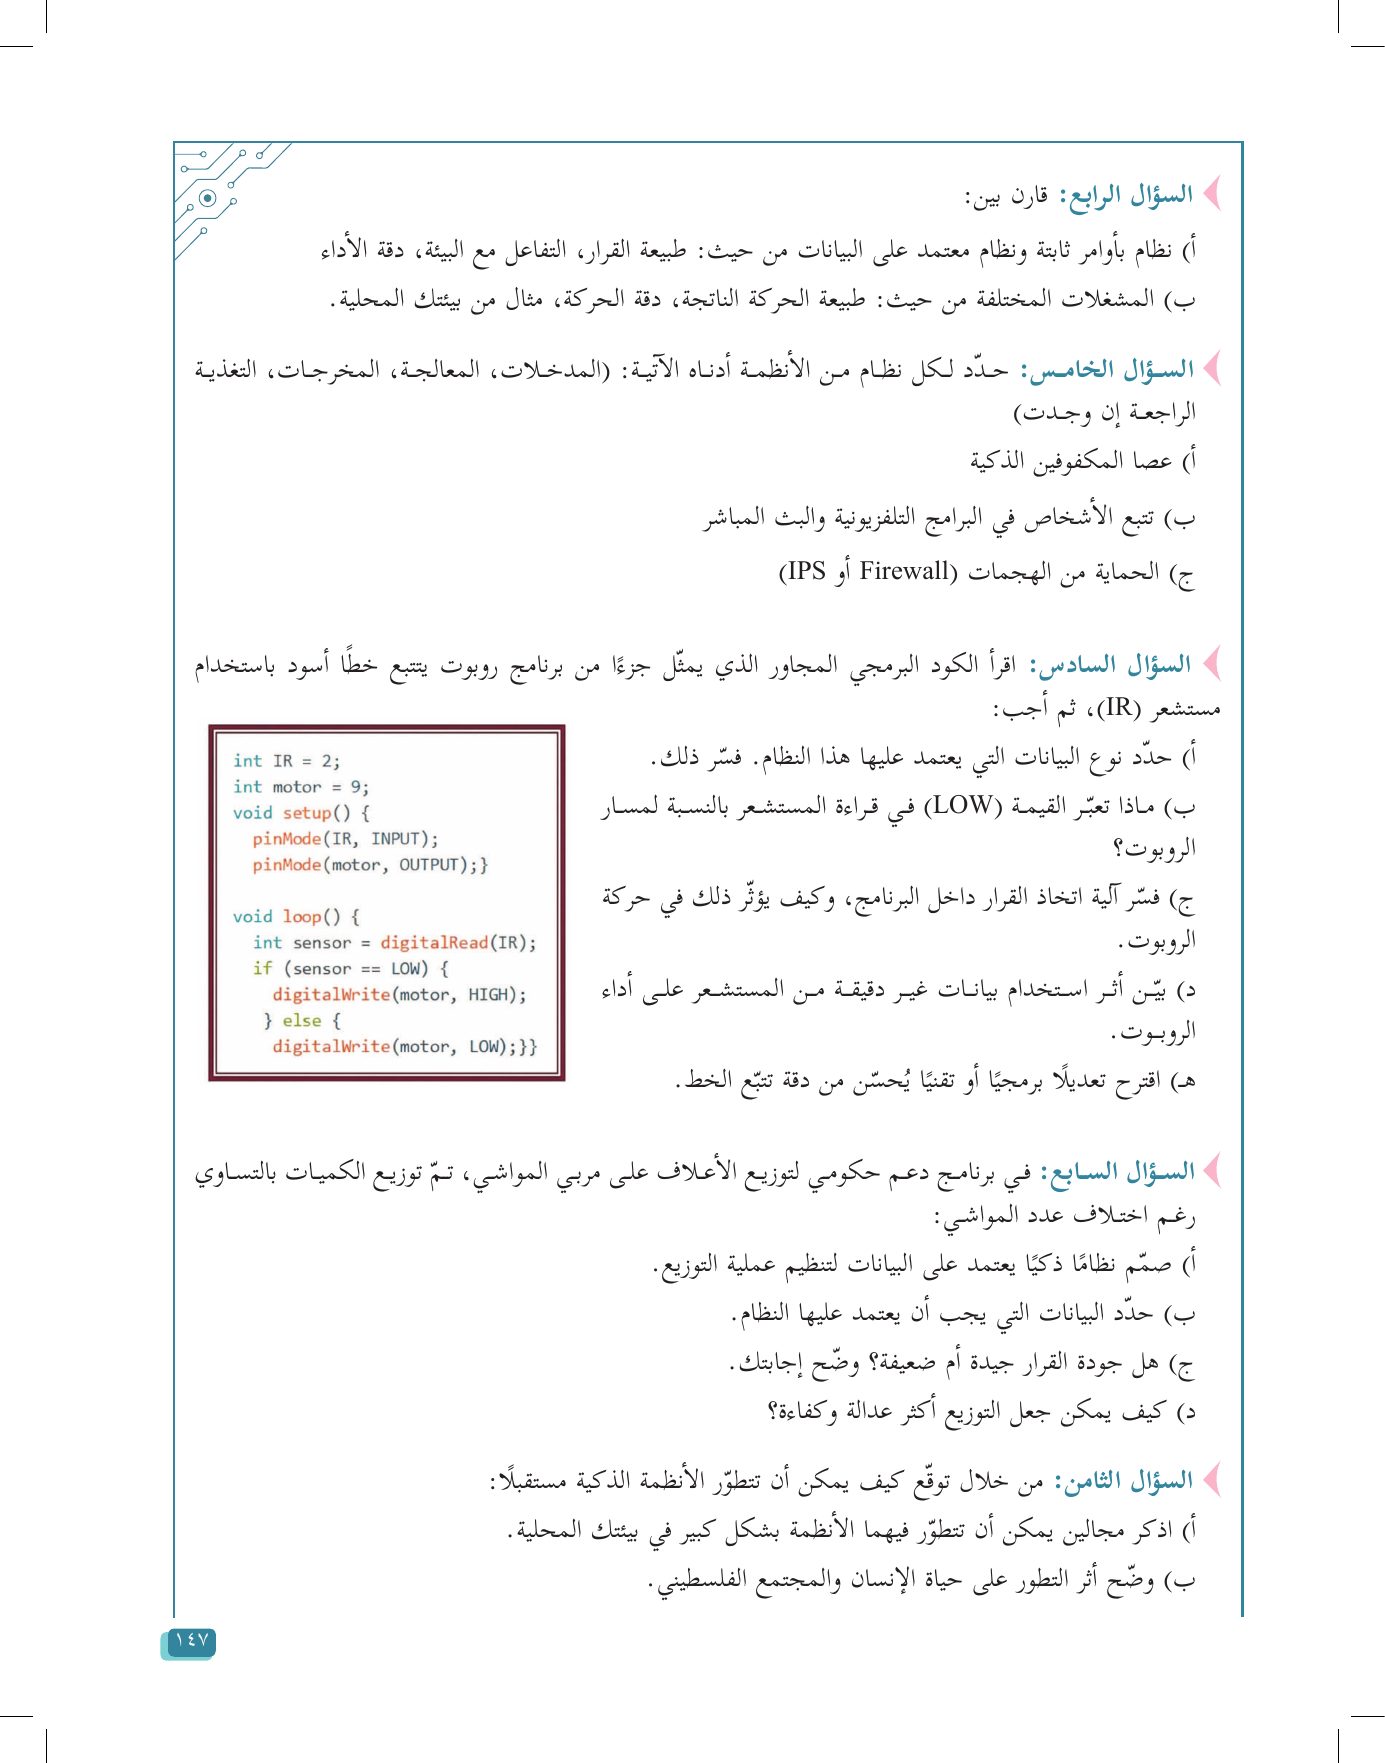 السؤال الرابع: قارن بين:
أ) نظام بأوامر ثابتة ونظام معتمد على البيانات من حيث: طبيعة القرار، التفاعل مع البيئة، دقة الأداء
ب) المشغلات المختلفة من حيث: طبيعة الحركة الناتجة، دقة الحركة، مثال من بيئتك المحلية.
السؤال الخامس: حدّد لكل نظام من الأنظمة أدناه الآتية: (المدخلات، المعالجة، المخرجات، التغذية
الراجعة إن وجدت)
أ) عصا المكفوفين الذكية
ب) تتبع الأشخاص في البرامج التلفزيونية والبث المباشر
ج) الحماية من الهجمات (Firewall أو IPS)
السؤال السادس: اقرأ الكود البرمجي المجاور الذي يمثّل جزءًا من برنامج روبوت يتتبع خطًا أسود باستخدام
مستشعر (IR)، ثم أجب:
أ) حدّد نوع البيانات التي يعتمد عليها هذا النظام. فسّر ذلك.
ب) ماذا تعبّر القيمة (LOW) في قراءة المستشعر بالنسبة لمسار
الروبوت؟
ج) فسّر آلية اتخاذ القرار داخل البرنامج، وكيف يؤثّر ذلك في حركة
الروبوت.
د) بيّن أثر استخدام بيانات غير دقيقة من المستشعر على أداء
الروبوت.
هـ) اقترح تعديلًا برمجيًا أو تقنيًا يُحسّن من دقة تتبّع الخط.
int IR = 2;
int motor = 9;
void setup() {
pinMode(IR, INPUT);
pinMode(motor, OUTPUT);}
void loop() {
int sensor = digitalRead(IR);
if (sensor == LOW) {
digitalWrite(motor, HIGH);
} else {
digitalWrite(motor, LOW);}}
السؤال السابع: في برنامج دعم حكومي لتوزيع الأعلاف على مربي المواشي، تمّ توزيع الكميات بالتساوي
رغم اختلاف عدد المواشي:
أ) صمّم نظامًا ذكيًا يعتمد على البيانات لتنظيم عملية التوزيع.
ب) حدّد البيانات التي يجب أن يعتمد عليها النظام.
ج) هل جودة القرار جيدة أم ضعيفة؟ وضّح إجابتك.
د) كيف يمكن جعل التوزيع أكثر عدالة وكفاءة؟
السؤال الثامن: من خلال توقّع كيف يمكن أن تتطوّر الأنظمة الذكية مستقبلًا:
أ) اذكر مجالين يمكن أن تتطوّر فيهما الأنظمة بشكل كبير في بيئتك المحلية.
ب) وضّح أثر التطور على حياة الإنسان والمجتمع الفلسطيني.
١٤٧